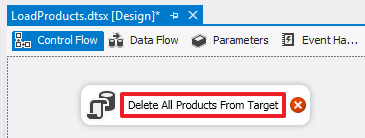 LoadProducts.dtsx [Design]*
Control Flow Data Flow Parameters Event Ha...
Delete All Products From Target